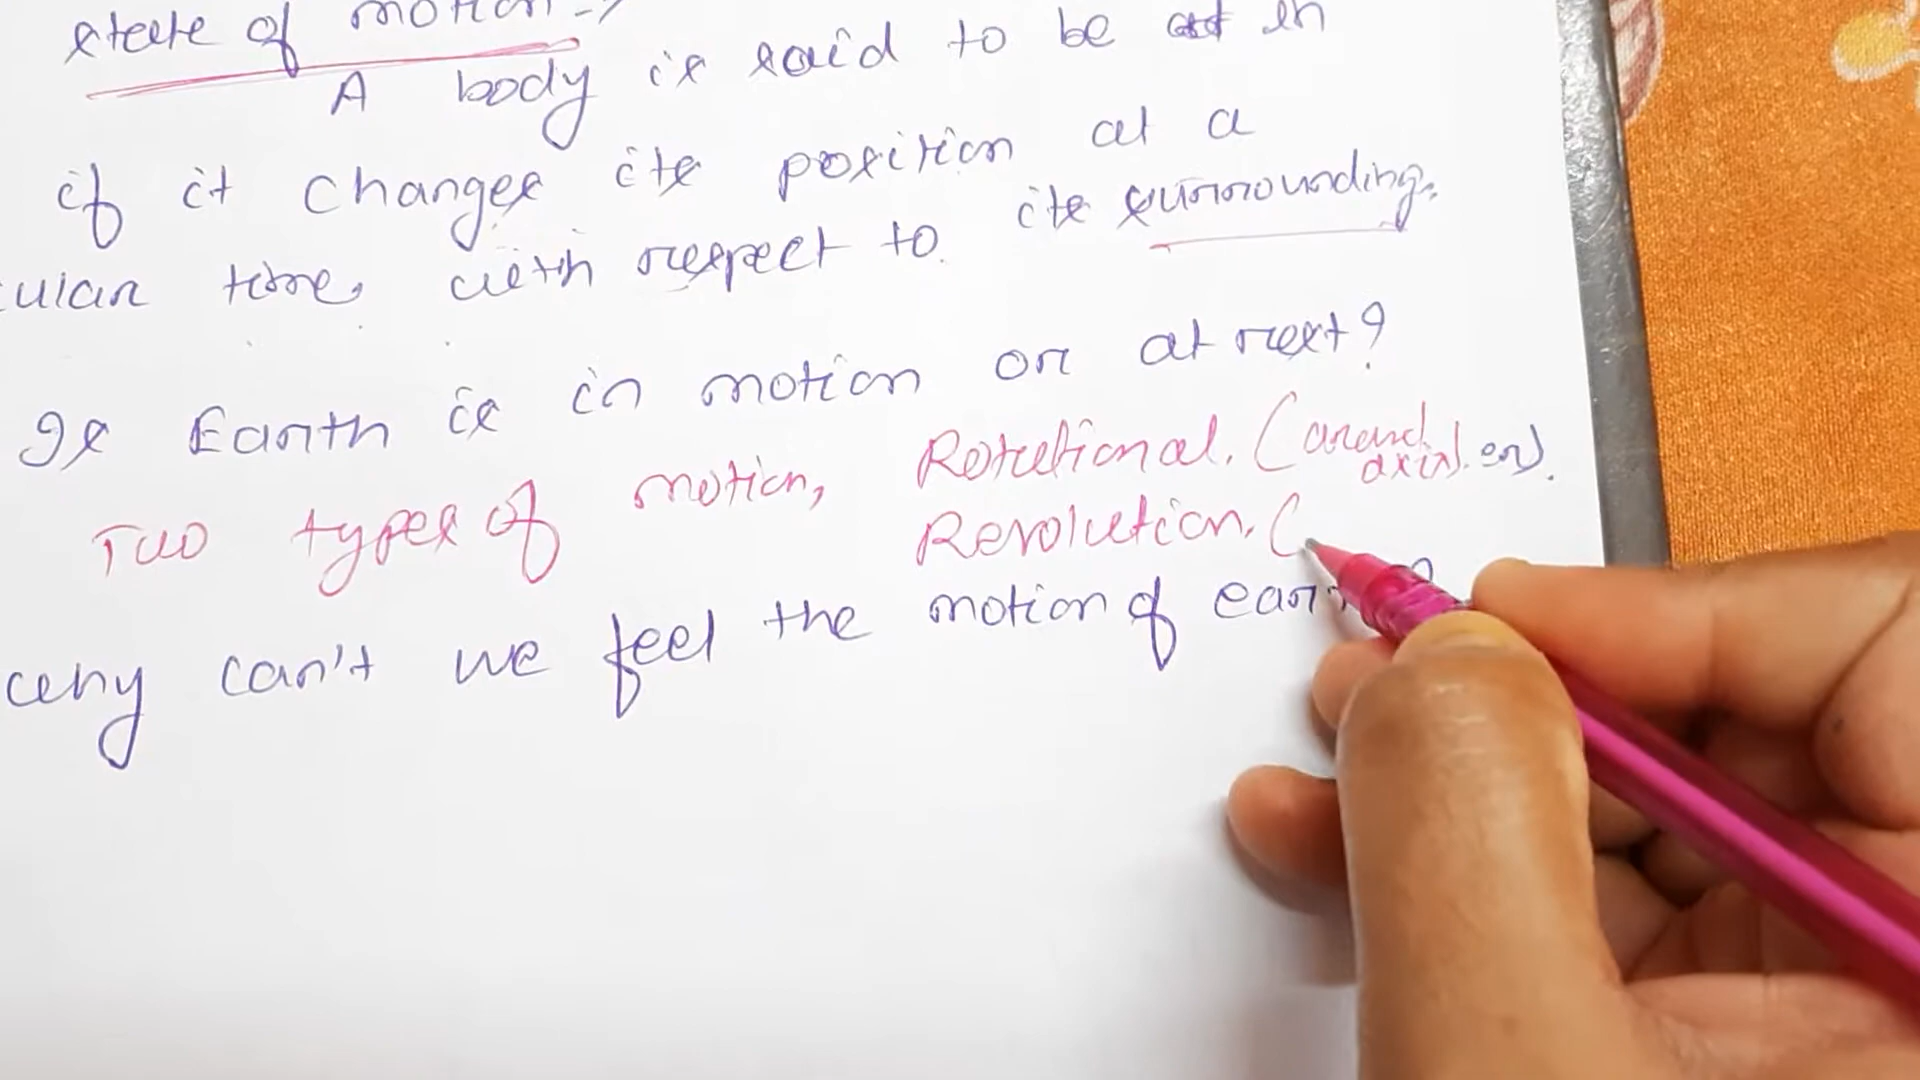 state of motion -
A body is said to be in
if it changes its position at a
cular time, with respect to its surrounding.
Is Earth is in motion or at rest?
Two types of motion, Rotational. (around axis).
Revolution. (
why can't we feel the motion of